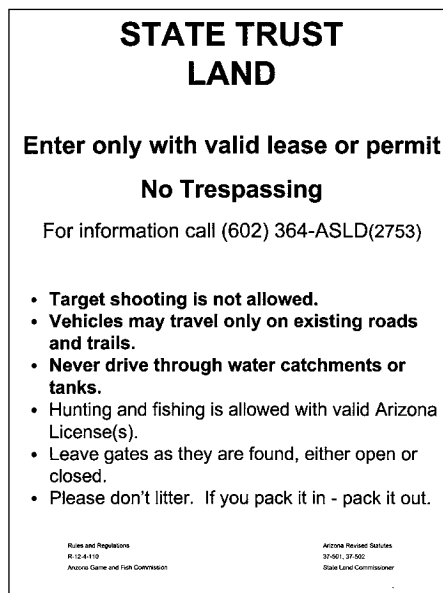 STATE TRUST
LAND
Enter only with valid lease or permit
No Trespassing
For information call (602) 364-ASLD(2753)
• Target shooting is not allowed.
• Vehicles may travel only on existing roads
and trails.
• Never drive through water catchments or
tanks.
• Hunting and fishing is allowed with valid Arizona
License(s).
• Leave gates as they are found, either open or
closed.
• Please don't litter.  If you pack it in - pack it out.
Rules and Regulations
R-12-4-110
Arizona Game and Fish Commission
Arizona Revised Statutes
37-501, 37-502
State Land Commissioner